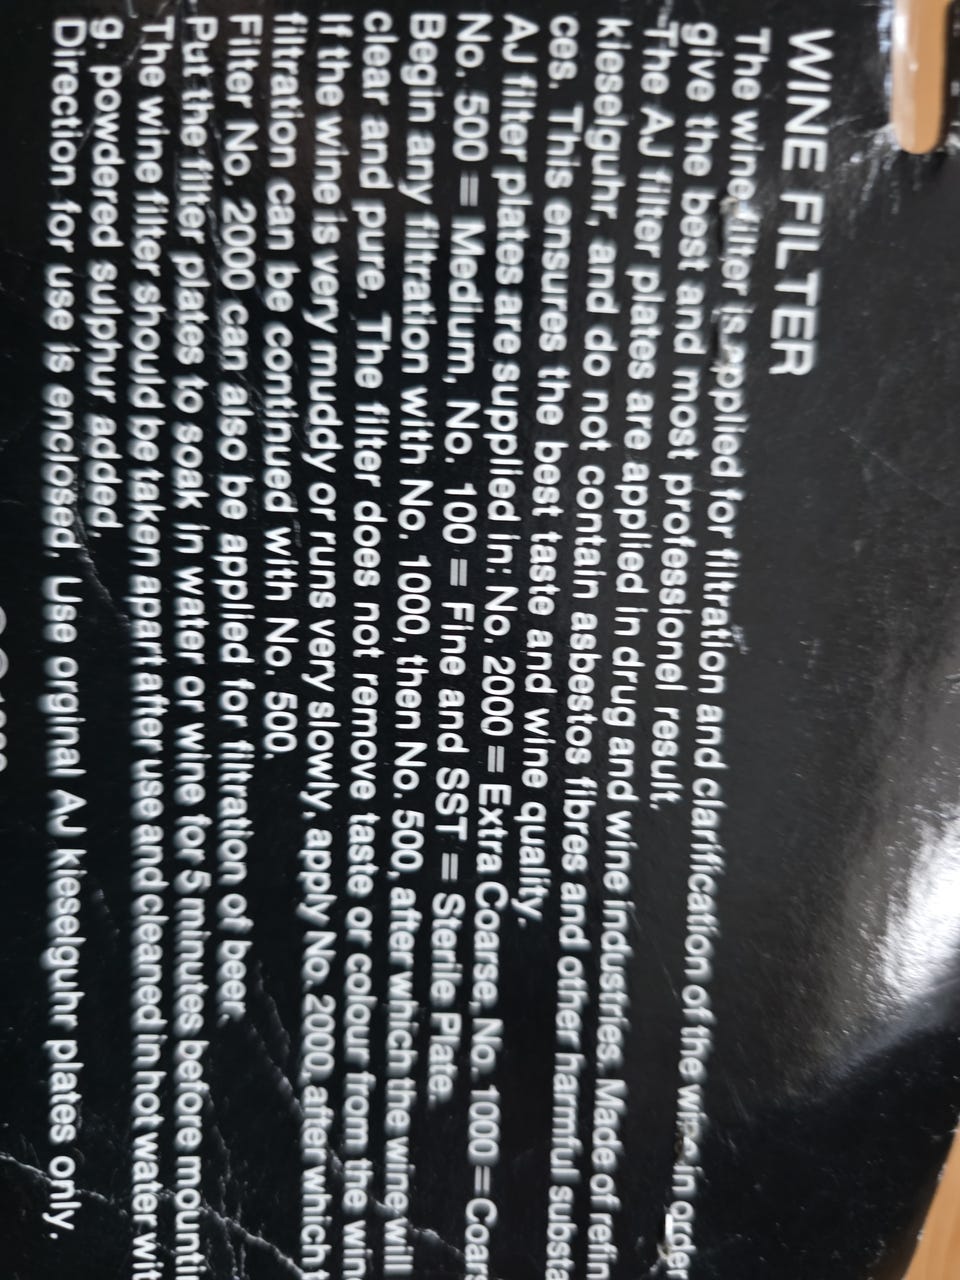 WINE FILTER
The wine filter is applied for filtration and clarification of the wine in order
give the best and most professionel result.
The AJ filter plates are applied in drug and wine industries. Made of refin
kieselguhr, and do not contain asbestos fibres and other harmful substa
ces. This ensures the best taste and wine quality.
AJ filter plates are supplied in: No. 2000 = Extra Coarse, No. 1000 = Coars
No. 500 = Medium, No. 100 = Fine and SST = Sterile Plate.
Begin any filtration with No. 1000, then No. 500, after which the wine will
clear and pure. The filter does not remove taste or colour from the wine
If the wine is very muddy or runs very slowly, apply No. 2000, after which t
filtration can be continued with No. 500.
Filter No. 2000 can also be applied for filtration of beer.
Put the filter plates to soak in water or wine for 5 minutes before mounti
The wine filter should be taken apart after use and cleaned in hot water wit
g. powdered sulphur added.
Direction for use is enclosed. Use orginal AJ kieselguhr plates only.